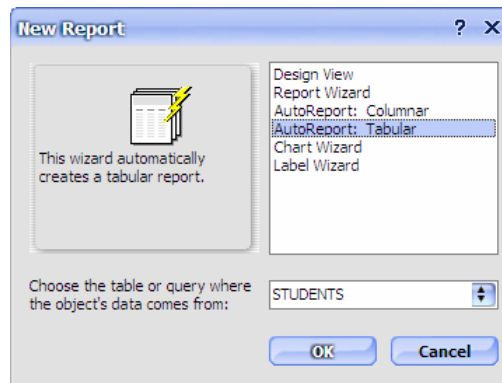 New Report
? X
Design View
Report Wizard
AutoReport: Columnar
AutoReport: Tabular
Chart Wizard
Label Wizard
This wizard automatically
creates a tabular report.
Choose the table or query where
the object's data comes from:
STUDENTS
OK
Cancel